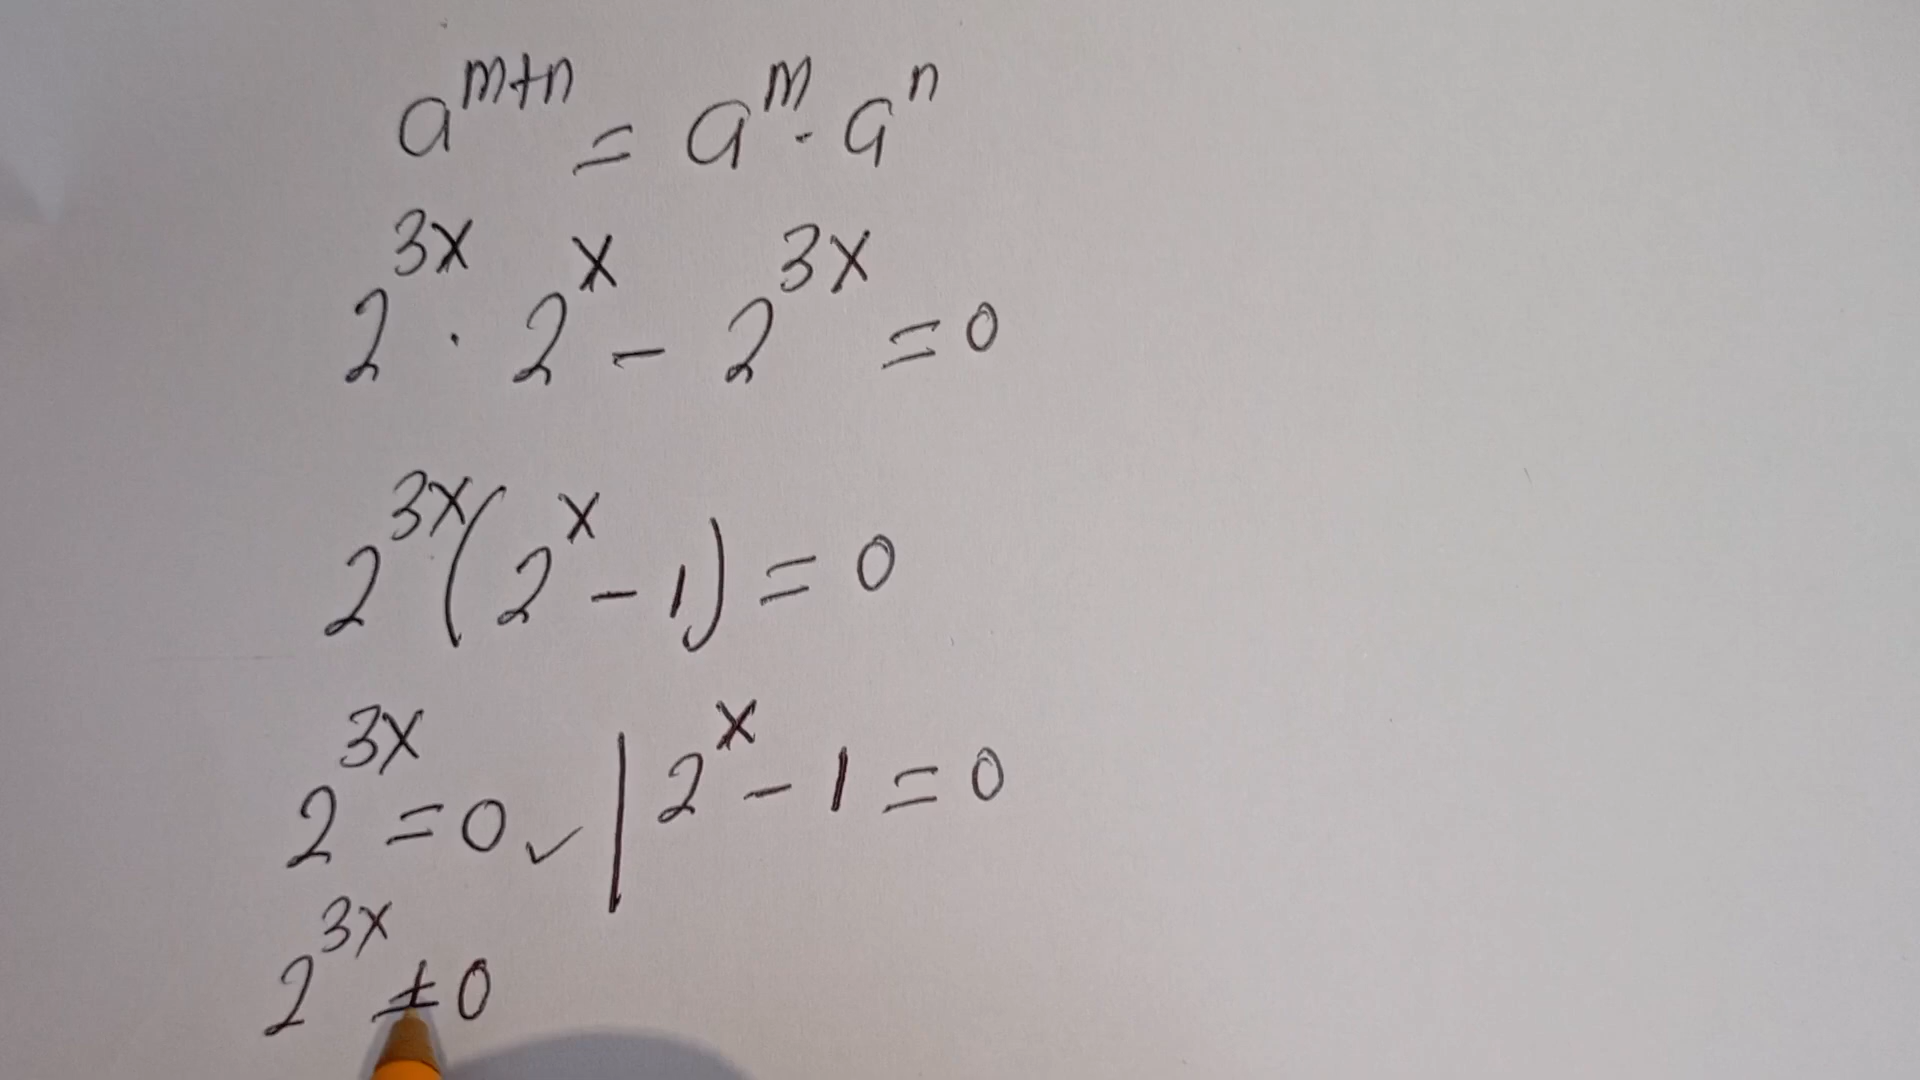 a^{m+n} = a^m · a^n
2^{3x} · 2^x - 2^{3x} = 0
2^{3x}(2^x - 1) = 0
2^{3x} = 0 ✓ | 2^x - 1 = 0
2^{3x} ≠ 0